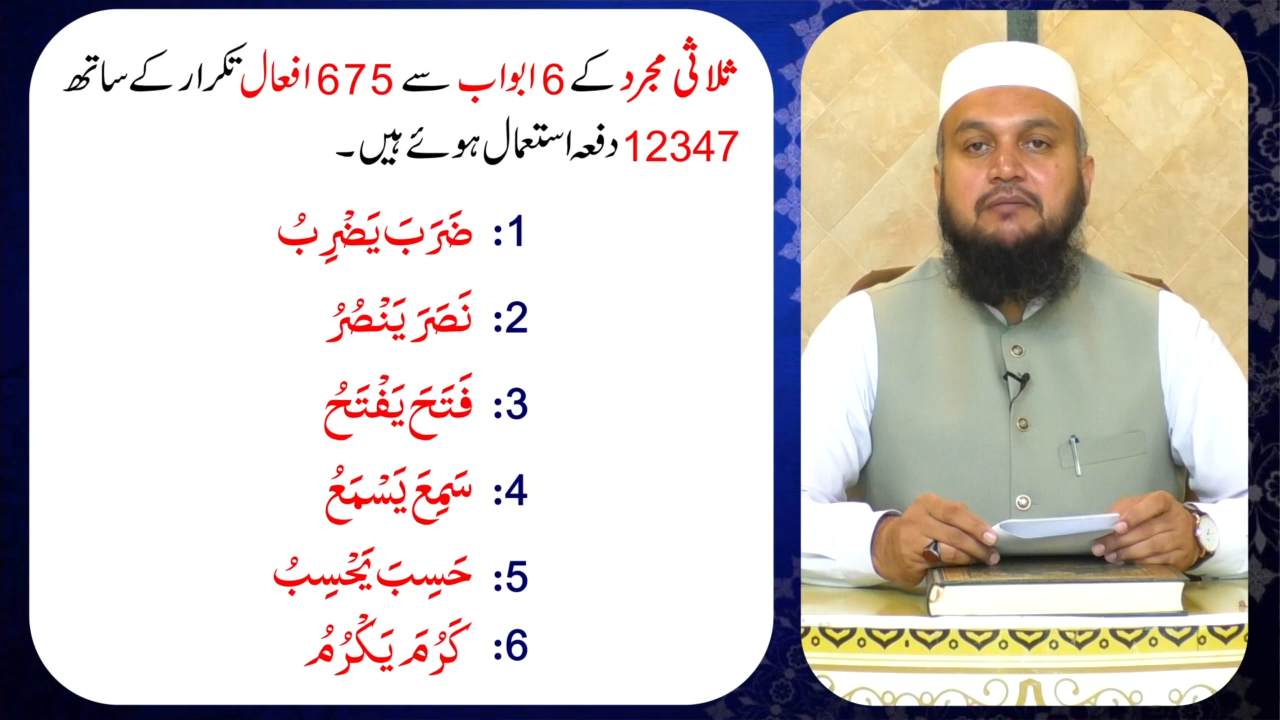 ثلاثی مجرد کے 6 ابواب سے 675 افعال تکرار کے ساتھ
12347 دفعہ استعمال ہوئے ہیں۔
1: ضَرَبَ یَضْرِبُ
2: نَصَرَ یَنْصُرُ
3: فَتَحَ یَفْتَحُ
4: سَمِعَ یَسْمَعُ
5: حَسِبَ یَحْسِبُ
6: کَرُمَ یَکْرُمُ